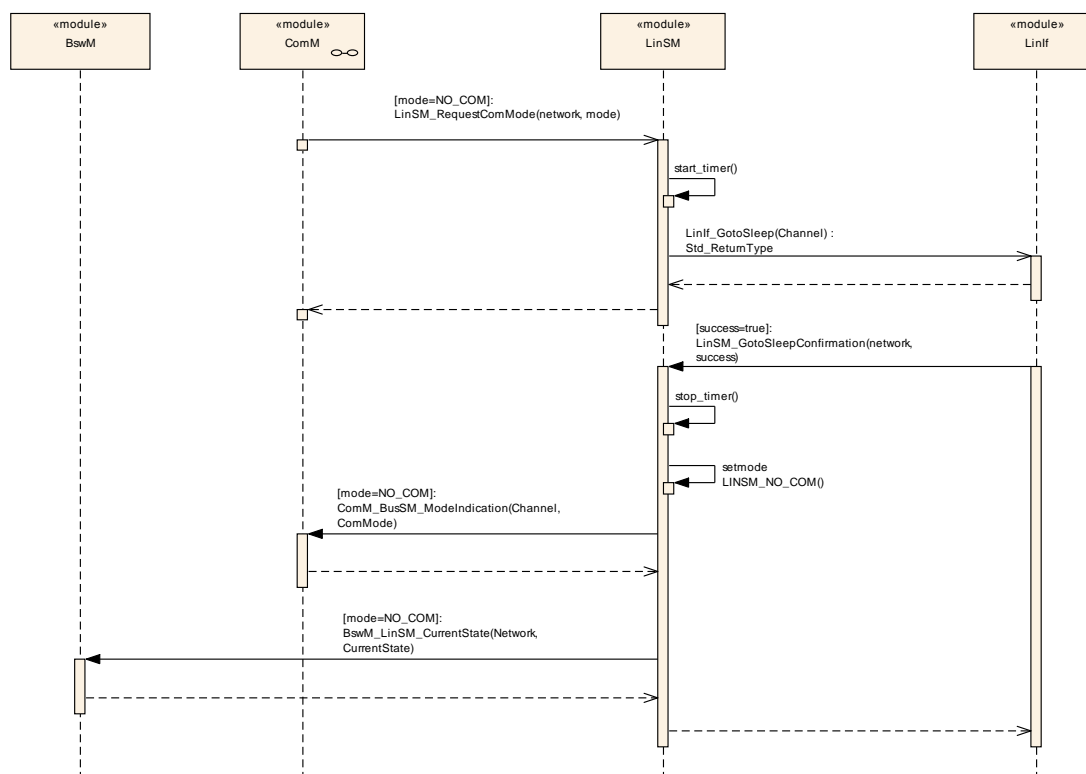 «module»
BswM
«module»
ComM
«module»
LinSM
«module»
LinIf
[mode=NO_COM]:
LinSM_RequestComMode(network, mode)
start_timer()
LinIf_GotoSleep(Channel) :
Std_ReturnType
[success=true]:
LinSM_GotoSleepConfirmation(network,
success)
stop_timer()
setmode
LINSM_NO_COM()
[mode=NO_COM]:
ComM_BusSM_ModeIndication(Channel,
ComMode)
[mode=NO_COM]:
BswM_LinSM_CurrentState(Network,
CurrentState)